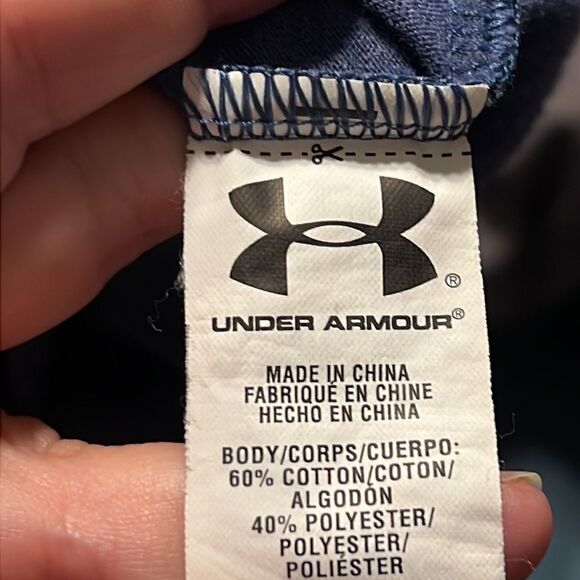 UNDER ARMOUR®
MADE IN CHINA
FABRIQUÉ EN CHINE
HECHO EN CHINA
BODY/CORPS/CUERPO:
60% COTTON/COTON/
ALGODÓN
40% POLYESTER/
POLYESTER/
POLIÉSTER